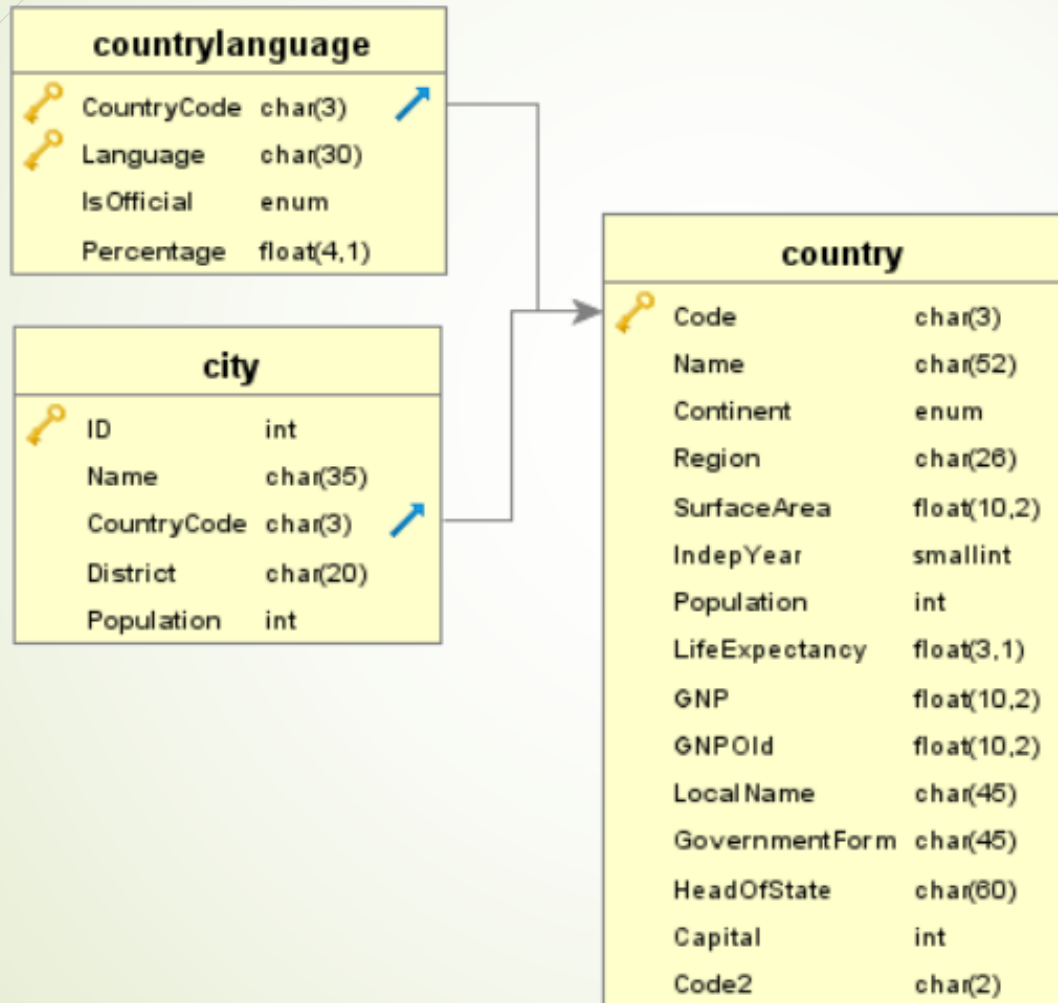 countrylanguage
CountryCode char(3)
Language char(30)
IsOfficial enum
Percentage float(4,1)
city
ID int
Name char(35)
CountryCode char(3)
District char(20)
Population int
country
Code char(3)
Name char(52)
Continent enum
Region char(26)
SurfaceArea float(10,2)
IndepYear smallint
Population int
LifeExpectancy float(3,1)
GNP float(10,2)
GNPOld float(10,2)
LocalName char(45)
GovernmentForm char(45)
HeadOfState char(60)
Capital int
Code2 char(2)